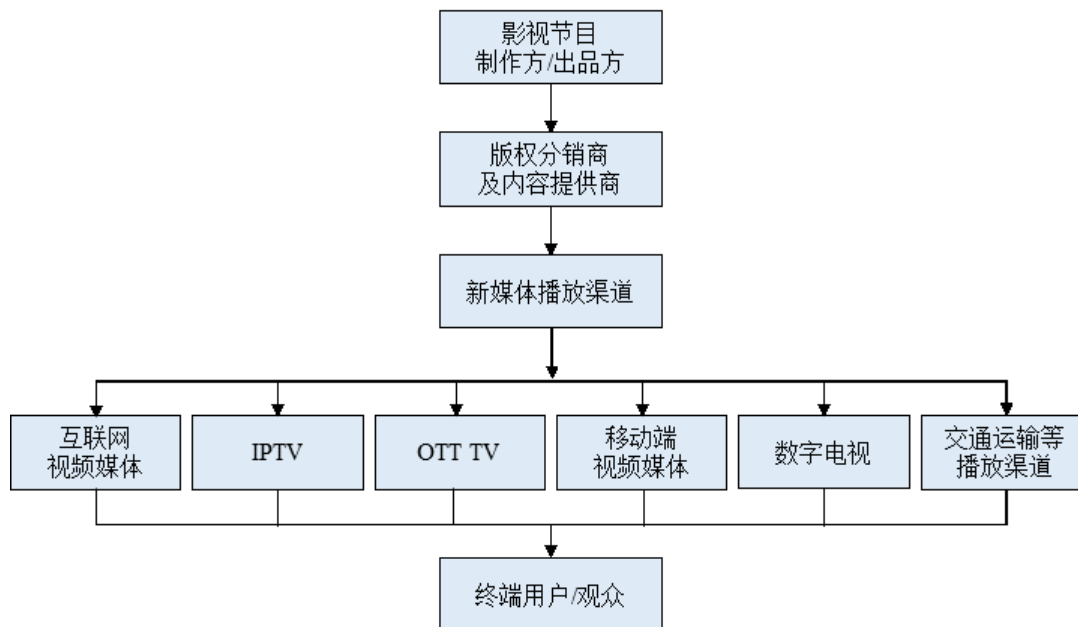 影视节目
制作方/出品方
版权分销商
及内容提供商
新媒体播放渠道
互联网
视频媒体
IPTV
OTT TV
移动端
视频媒体
数字电视
交通运输等
播放渠道
终端用户/观众